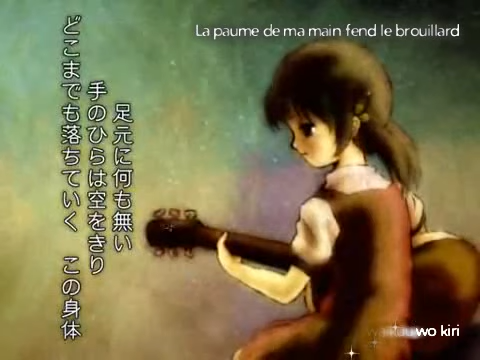 La paume de ma main fend le brouillard
足元に何も無い
手のひらは空をきり
どこまでも落ちていく この身体
wo kiri